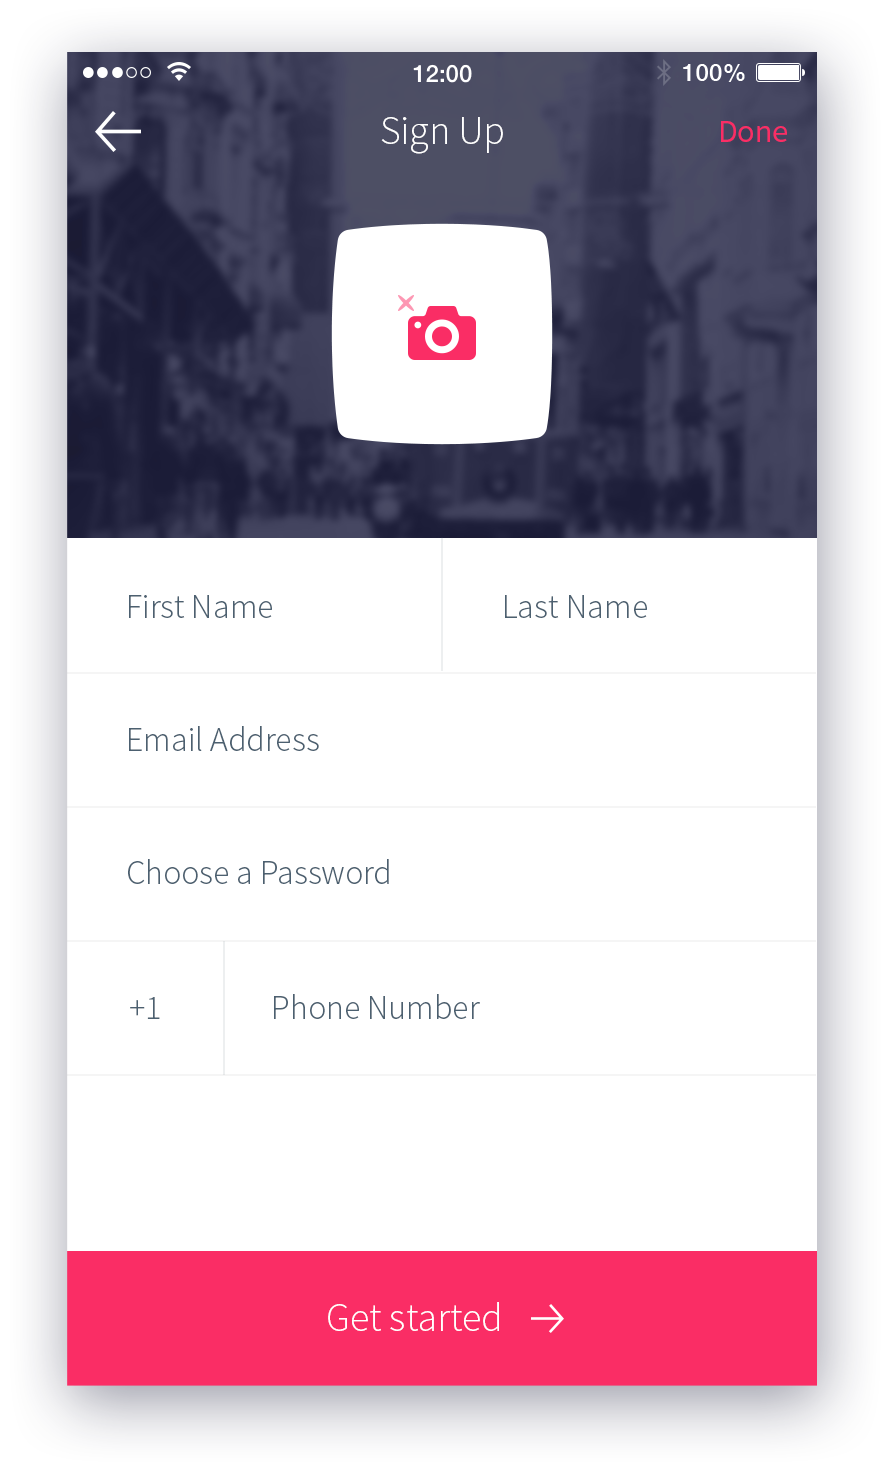 12:00 100%
Sign Up Done
First Name Last Name
Email Address
Choose a Password
+1 Phone Number
Get started